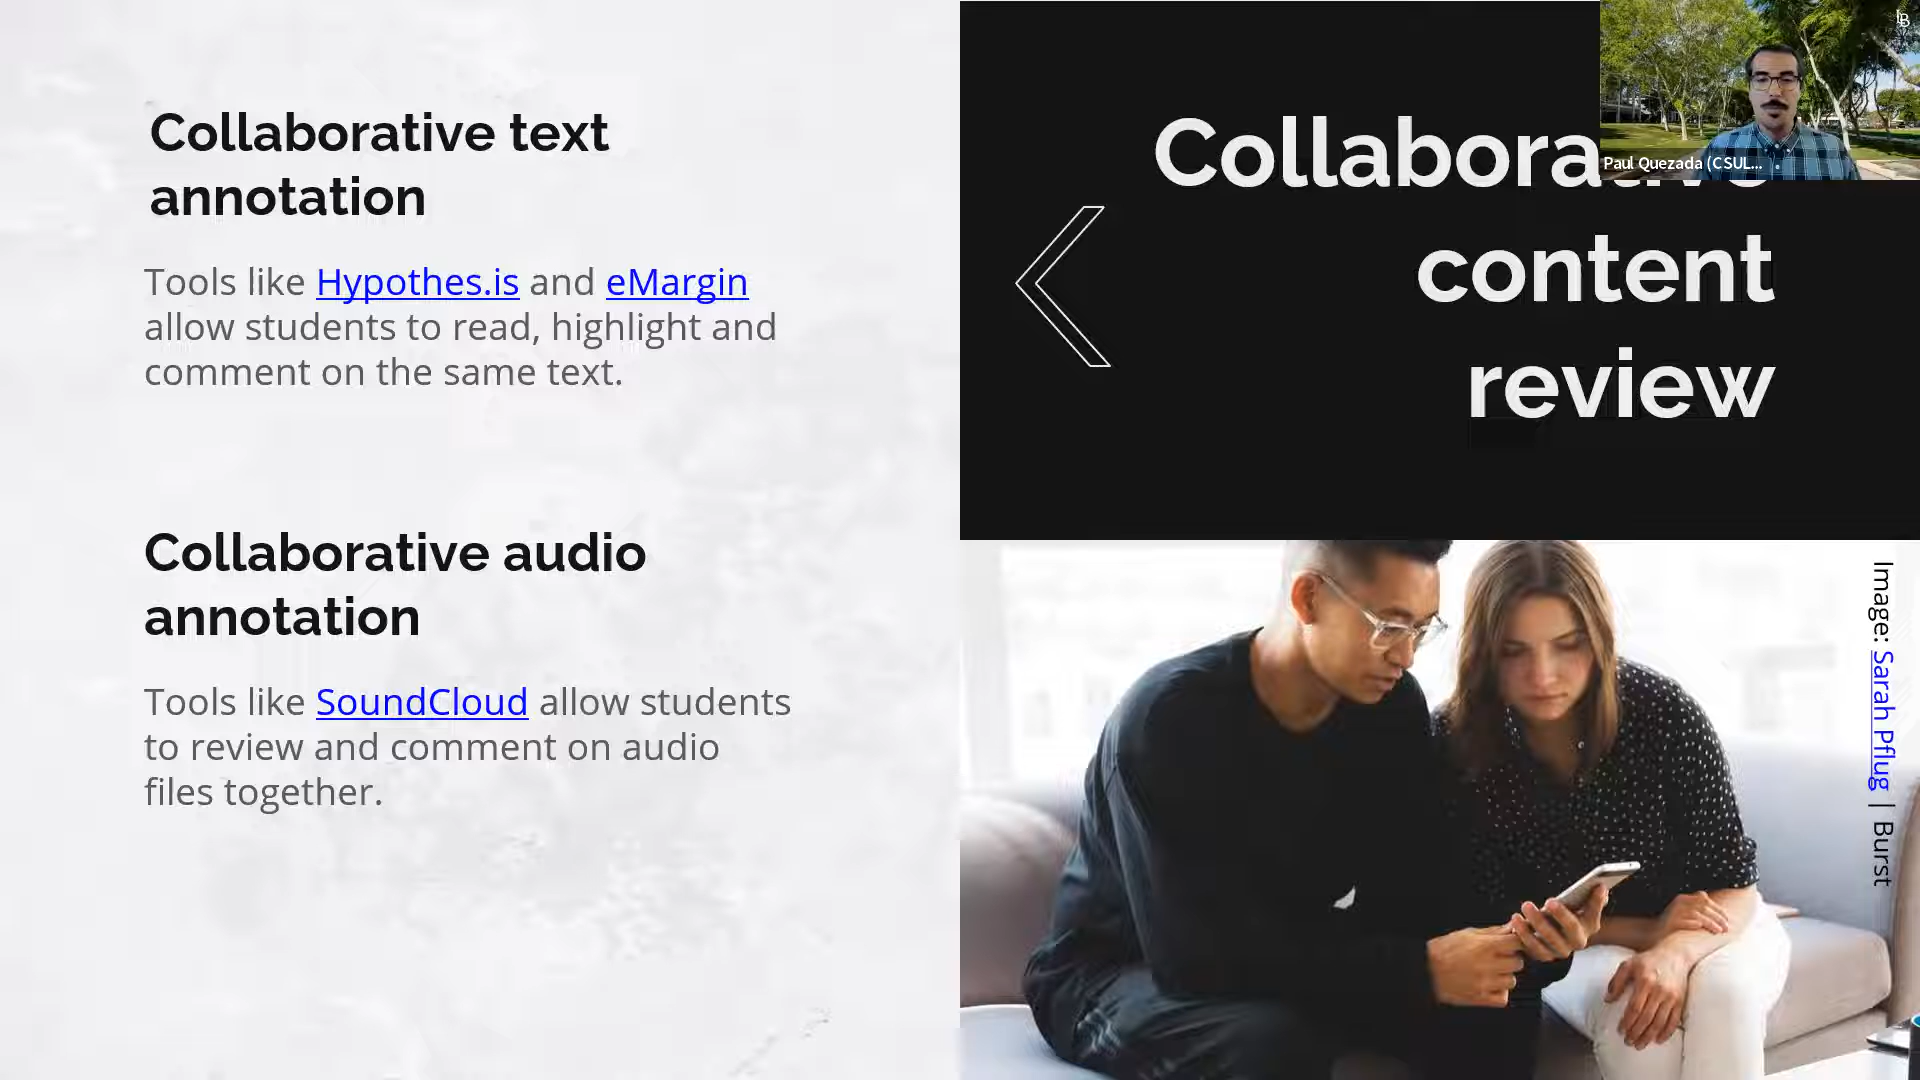 Collaborative text
annotation
Tools like Hypothes.is and eMargin
allow students to read, highlight and
comment on the same text.
Collaborative audio
annotation
Tools like SoundCloud allow students
to review and comment on audio
files together.
Collaborative
content
review
Paul Quezada (CSUL...
Image: Sarah Pflug | Burst